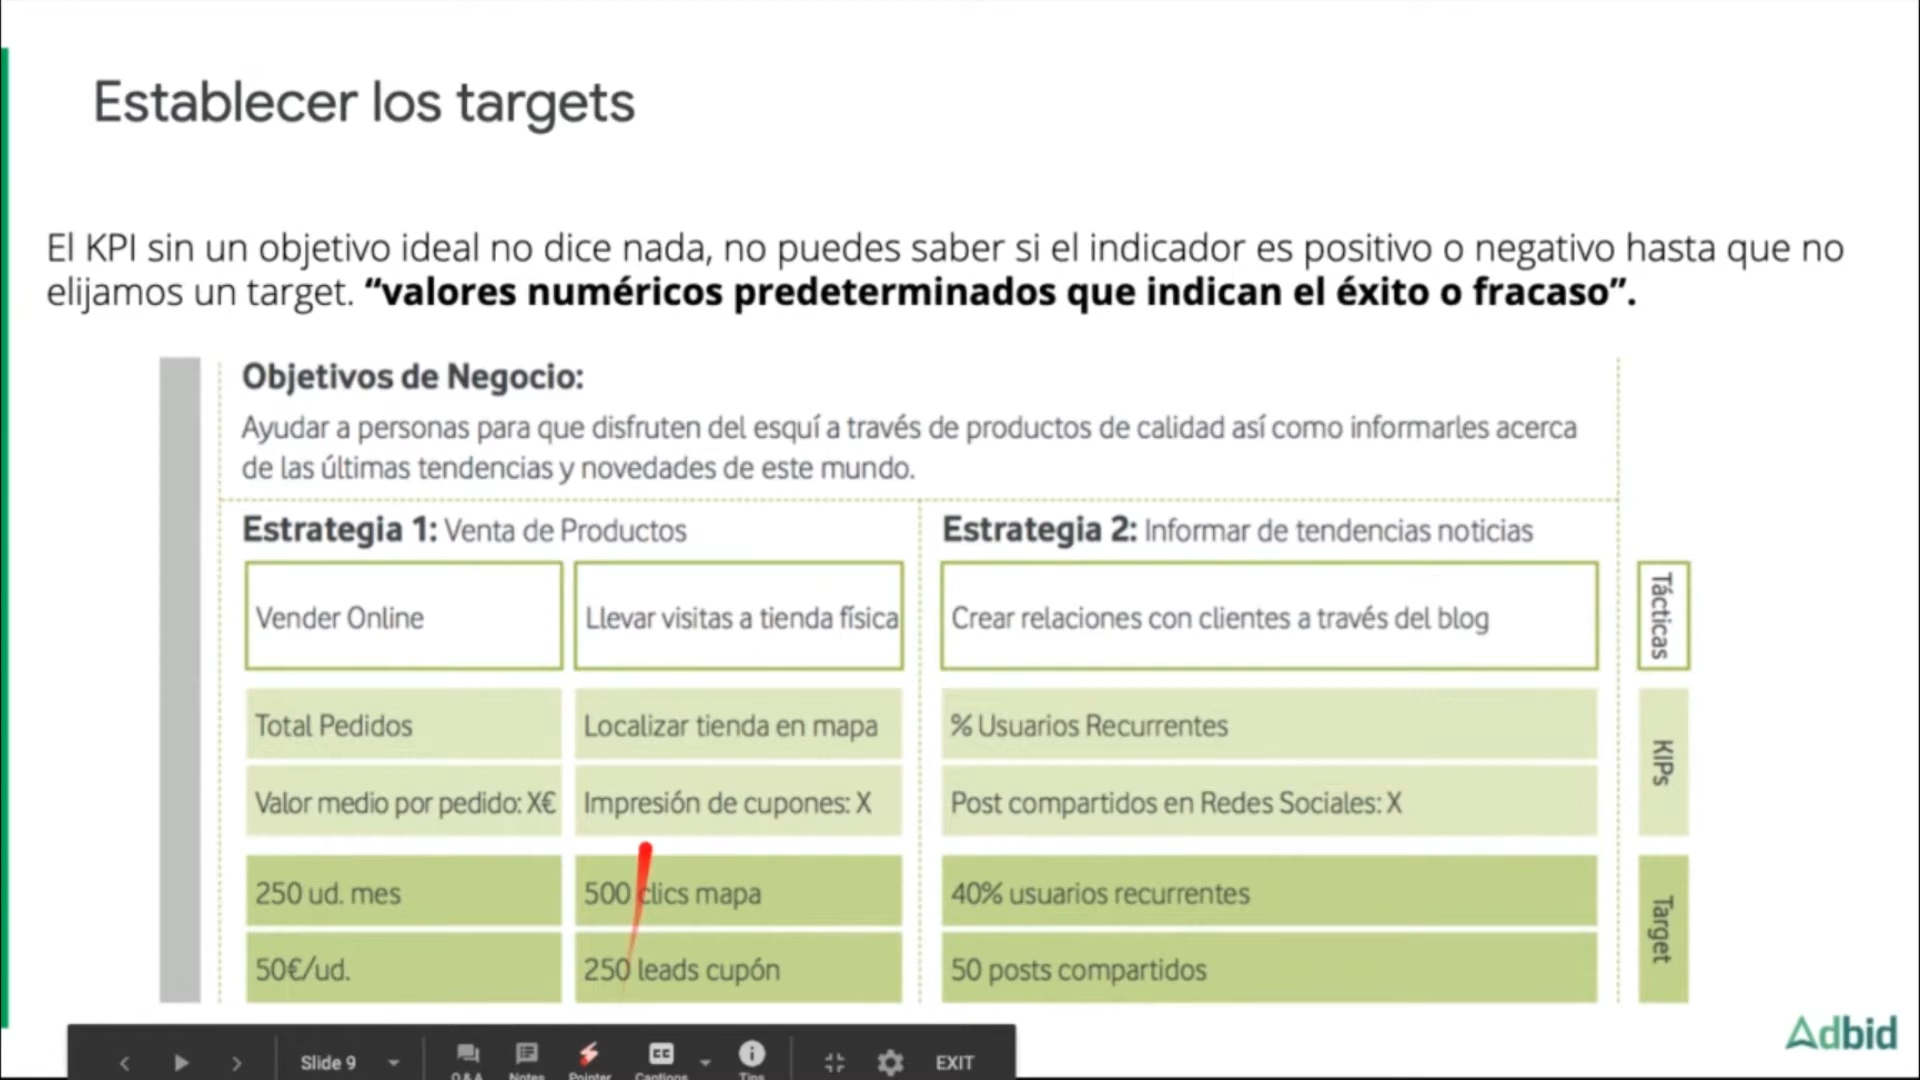 Establecer los targets
El KPI sin un objetivo ideal no dice nada, no puedes saber si el indicador es positivo o negativo hasta que no
elijamos un target. “valores numéricos predeterminados que indican el éxito o fracaso”.
Objetivos de Negocio:
Ayudar a personas para que disfruten del esquí a través de productos de calidad así como informarles acerca
de las últimas tendencias y novedades de este mundo.
Estrategia 1: Venta de Productos
Estrategia 2: Informar de tendencias noticias
Vender Online
Llevar visitas a tienda física
Crear relaciones con clientes a través del blog
Tácticas
Total Pedidos
Localizar tienda en mapa
% Usuarios Recurrentes
Valor medio por pedido: X€
Impresión de cupones: X
Post compartidos en Redes Sociales: X
KIPs
250 ud. mes
500 clics mapa
40% usuarios recurrentes
50€/ud.
250 leads cupón
50 posts compartidos
Target
Adbid
Slide 9
Q&A
Notes
Pointer
CC
Captions
Tips
EXIT